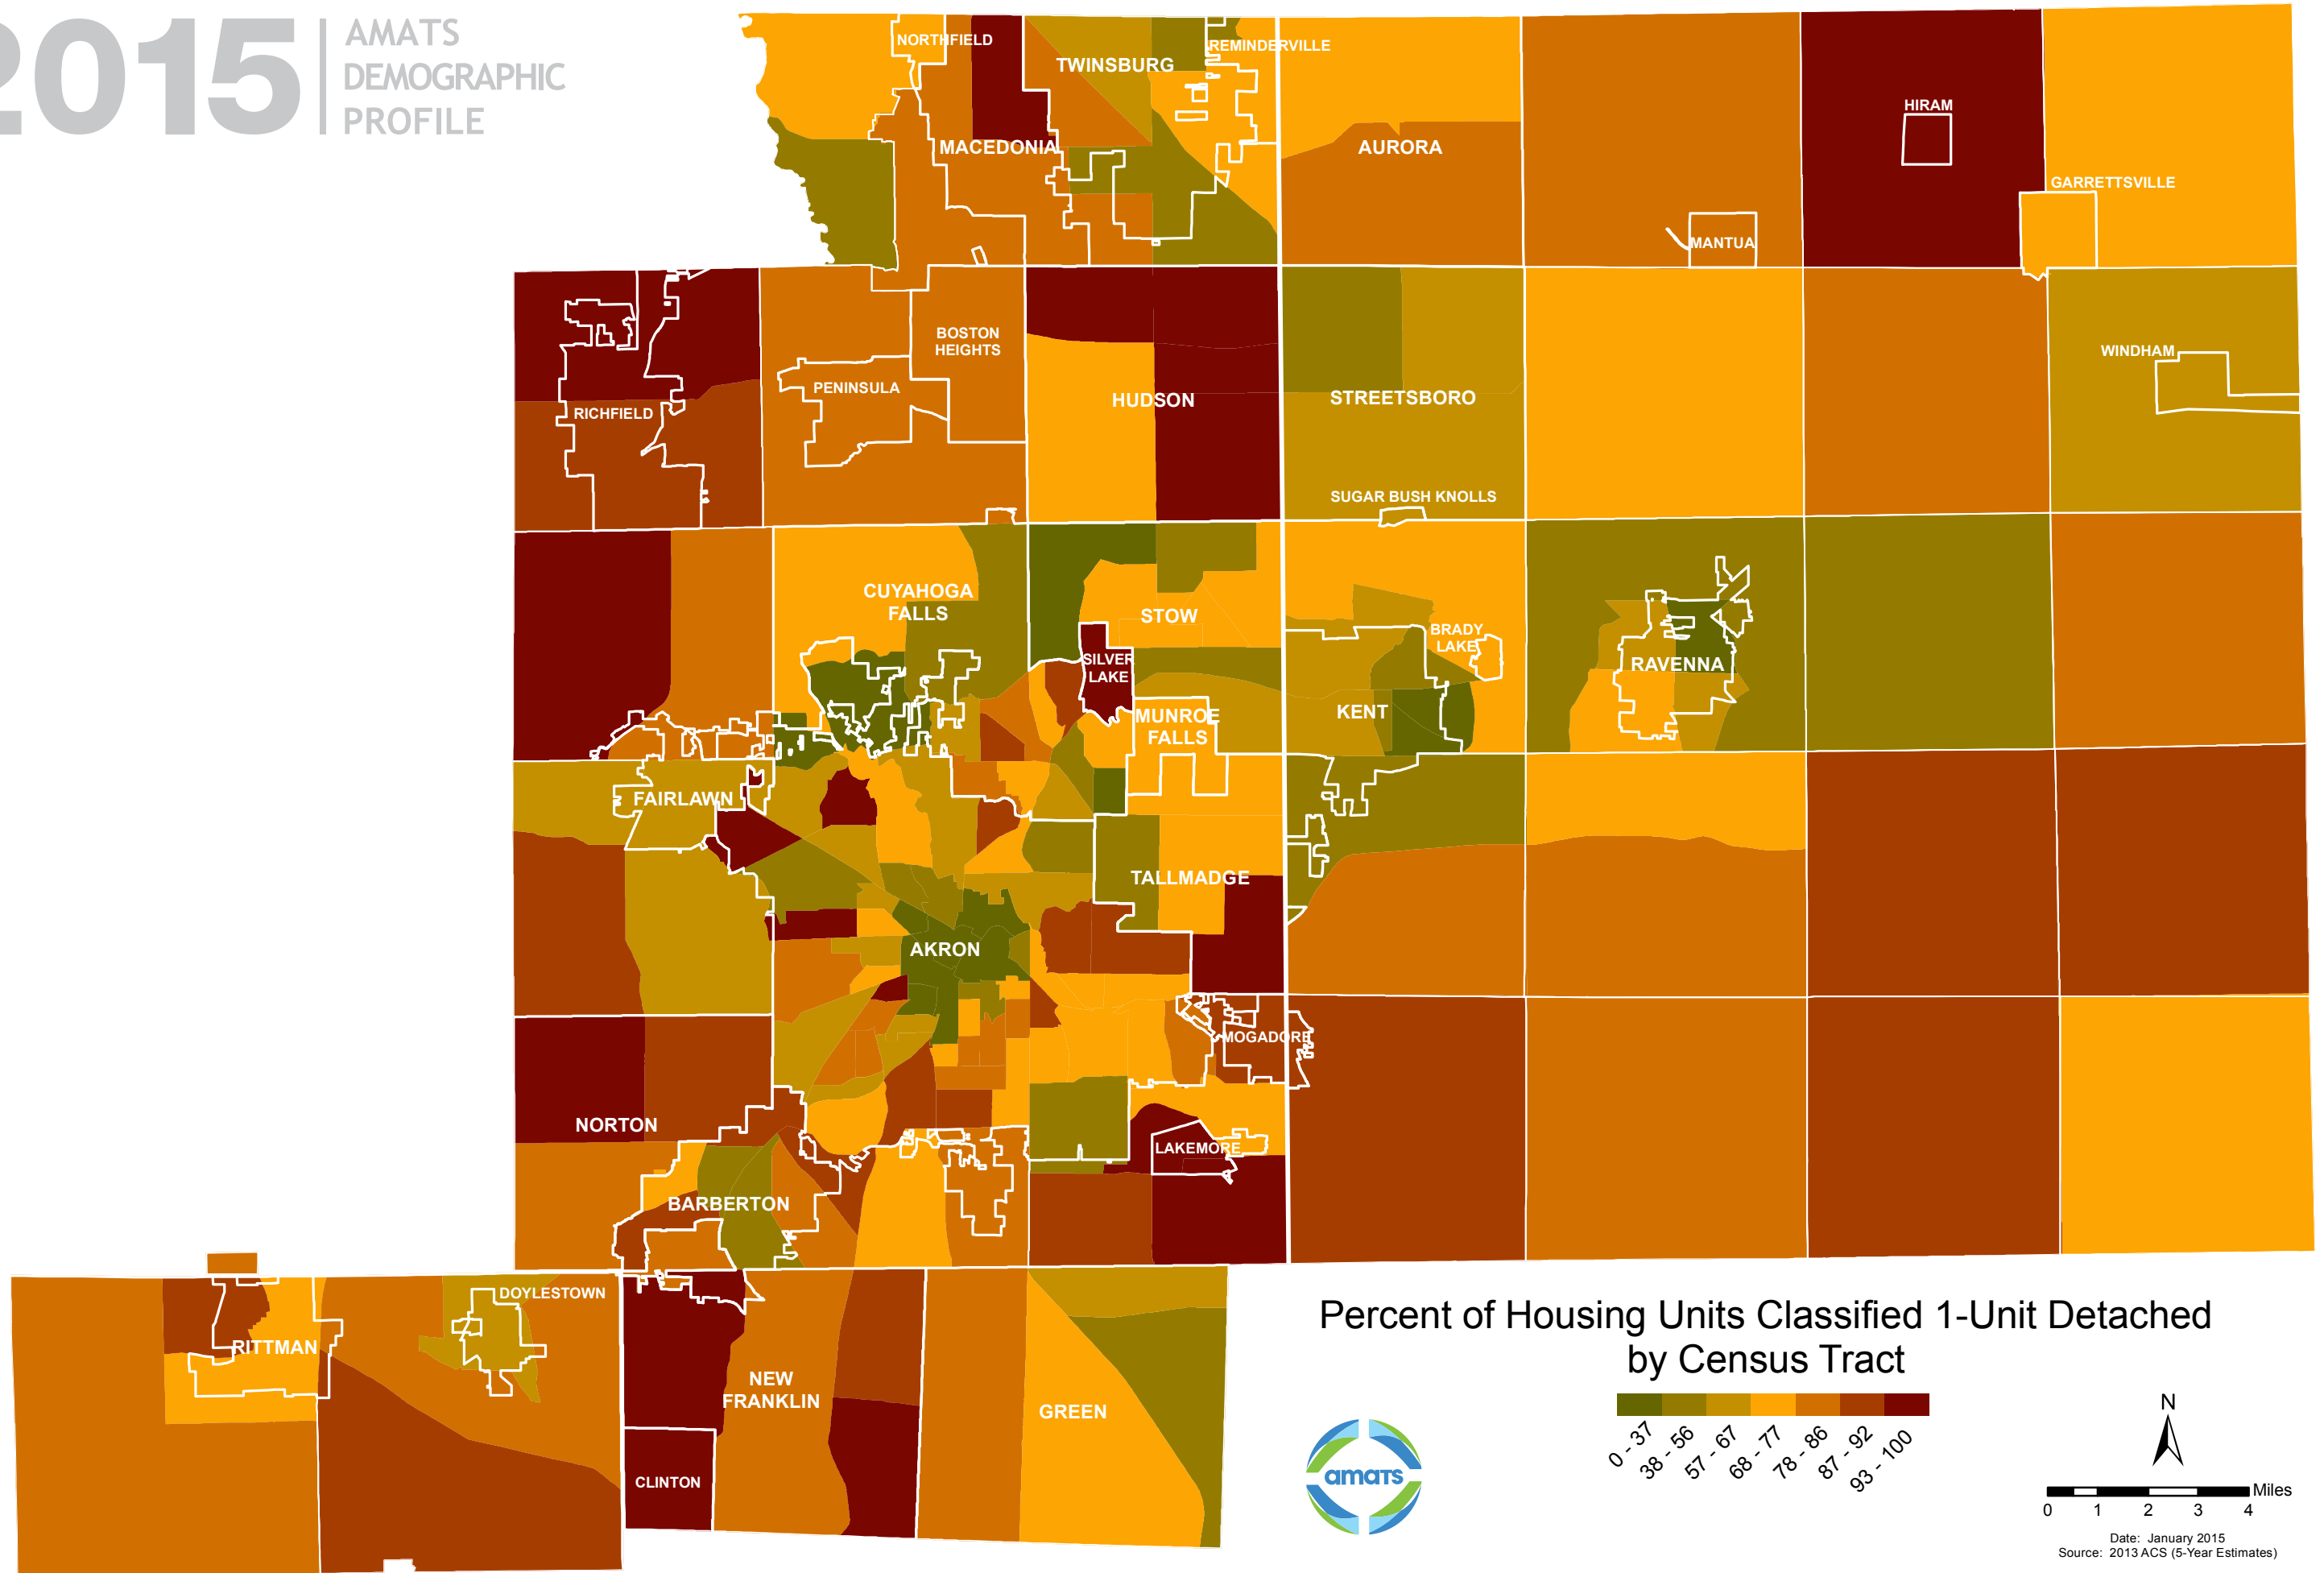 2015
AMATS
DEMOGRAPHIC
PROFILE
NORTHFIELD
REMINDERVILLE
TWINSBURG
HIRAM
MACEDONIA
AURORA
GARRETTSVILLE
MANTUA
BOSTON
HEIGHTS
WINDHAM
PENINSULA
HUDSON
STREETSBORO
RICHFIELD
SUGAR BUSH KNOLLS
CUYAHOGA
FALLS
STOW
BRADY
LAKE
SILVER
LAKE
RAVENNA
MUNROE
FALLS
KENT
FAIRLAWN
TALLMADGE
AKRON
MOGADORE
NORTON
LAKEMORE
BARBERTON
DOYLESTOWN
RITTMAN
NEW
FRANKLIN
GREEN
CLINTON
Percent of Housing Units Classified 1-Unit Detached
by Census Tract
0 - 37
38 - 56
57 - 67
68 - 77
78 - 86
87 - 92
93 - 100
amats
N
Miles
0 1 2 3 4
Date: January 2015
Source: 2013 ACS (5-Year Estimates)